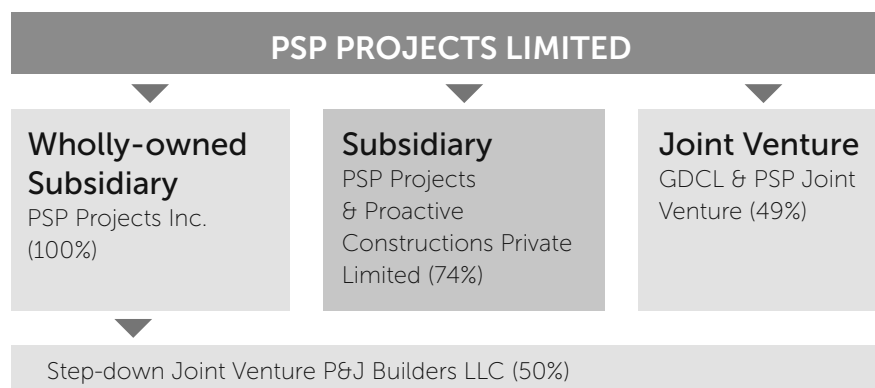 PSP PROJECTS LIMITED
Wholly-owned
Subsidiary
PSP Projects Inc.
(100%)
Subsidiary
PSP Projects
& Proactive
Constructions Private
Limited (74%)
Joint Venture
GDCL & PSP Joint
Venture (49%)
Step-down Joint Venture P&J Builders LLC (50%)